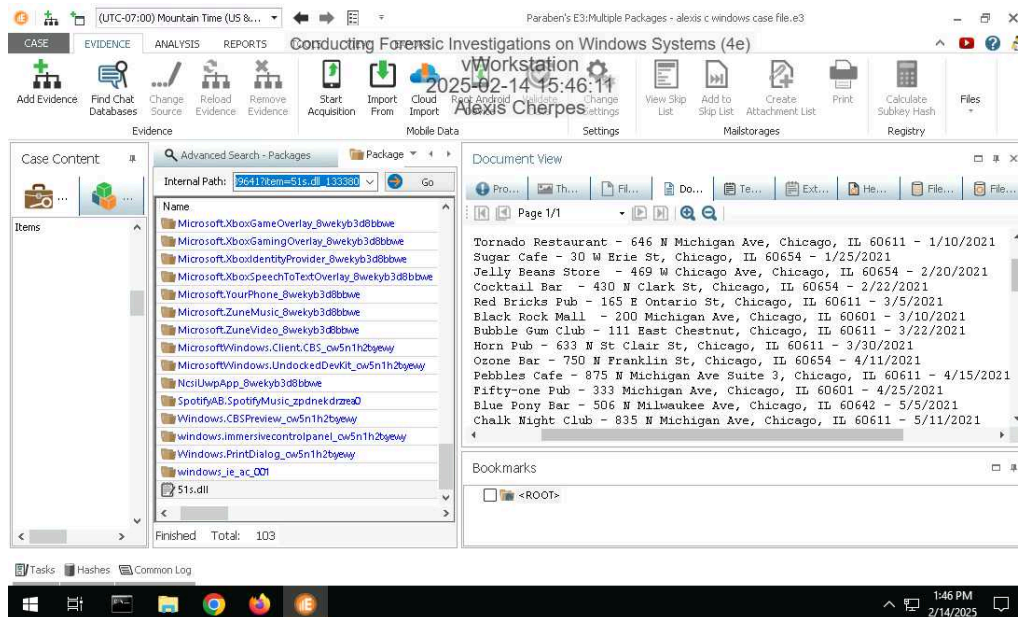 (UTC-07:00) Mountain Time (US &...
Paraben's E3:Multiple Packages - alexis c windows case file.e3
CASE EVIDENCE ANALYSIS REPORTS
Conducting Forensic Investigations on Windows Systems (4e)
vWorkstation
2025-02-14 15:46:11
Alexis Cherpes
Add Evidence
Find Chat Databases
Change Source
Reload Evidence
Remove Evidence
Start Acquisition
Import From
Cloud Import
Root Android
Change Settings
View Skip List
Add to Skip List
Create Attachment List
Print
Calculate Subkey Hash
Files
Evidence
Mobile Data
Settings
Mailstorages
Registry
Case Content
Items
Advanced Search - Packages
Package
Internal Path: 9641?item=51s.dll_133380
Go
Name
Microsoft.XboxGameOverlay_8wekyb3d8bbwe
Microsoft.XboxGamingOverlay_8wekyb3d8bbwe
Microsoft.XboxIdentityProvider_8wekyb3d8bbwe
Microsoft.XboxSpeechToTextOverlay_8wekyb3d8bbwe
Microsoft.YourPhone_8wekyb3d8bbwe
Microsoft.ZuneMusic_8wekyb3d8bbwe
Microsoft.ZuneVideo_8wekyb3d8bbwe
MicrosoftWindows.Client.CBS_cw5n1h2txyewy
MicrosoftWindows.UndockedDevKit_cw5n1h2txyewy
NcsiUwpApp_8wekyb3d8bbwe
SpotifyAB.SpotifyMusic_zpdnekdrzrea0
Windows.CBSPreview_cw5n1h2txyewy
windows.immersivecontrolpanel_cw5n1h2txyewy
Windows.PrintDialog_cw5n1h2txyewy
windows_ie_ac_001
51s.dll
Finished Total: 103
Document View
Pro... Th... Fil... Do... Te... Ext... He... File... File...
Page 1/1
Tornado Restaurant - 646 N Michigan Ave, Chicago, IL 60611 - 1/10/2021
Sugar Cafe - 30 W Erie St, Chicago, IL 60654 - 1/25/2021
Jelly Beans Store - 469 W Chicago Ave, Chicago, IL 60654 - 2/20/2021
Cocktail Bar - 430 N Clark St, Chicago, IL 60654 - 2/22/2021
Red Bricks Pub - 165 E Ontario St, Chicago, IL 60611 - 3/5/2021
Black Rock Mall - 200 Michigan Ave, Chicago, IL 60601 - 3/10/2021
Bubble Gum Club - 111 East Chestnut, Chicago, IL 60611 - 3/22/2021
Horn Pub - 633 N St Clair St, Chicago, IL 60611 - 3/30/2021
Ozone Bar - 750 N Franklin St, Chicago, IL 60654 - 4/11/2021
Pebbles Cafe - 875 N Michigan Ave Suite 3, Chicago, IL 60611 - 4/15/2021
Fifty-one Pub - 333 Michigan Ave, Chicago, IL 60601 - 4/25/2021
Blue Pony Bar - 506 N Milwaukee Ave, Chicago, IL 60642 - 5/5/2021
Chalk Night Club - 835 N Michigan Ave, Chicago, IL 60611 - 5/11/2021
Bookmarks
<ROOT>
Tasks Hashes Common Log
1:46 PM
2/14/2025